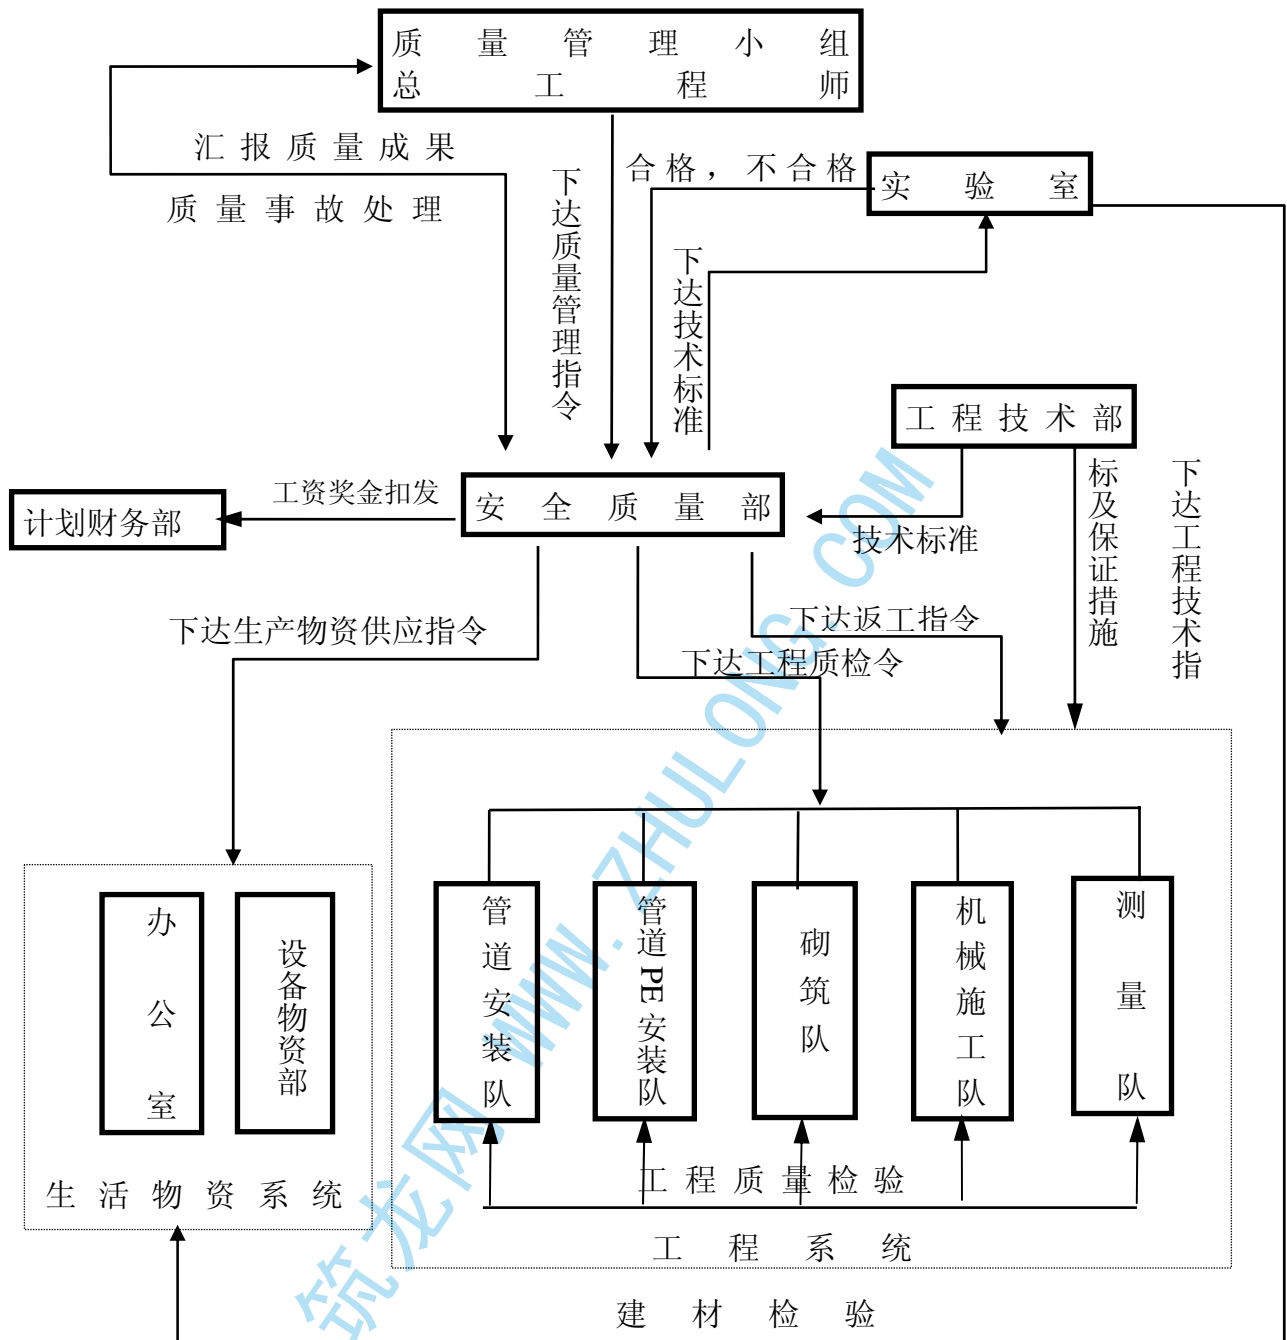 质量管理小组
总工程师
汇报质量成果
质量事故处理
下达质量管理指令
合格，不合格
实验室
下达技术标准
工程技术部
计划财务部
工资奖金扣发
安全质量部
技术标准
下达工程技术指
标及保证措施
下达生产物资供应指令
下达返工指令
下达工程质检令
办公室
设备物资部
生活物资系统
管道安装队
管道PE安装队
砌筑队
机械施工队
测量队
工程质量检验
工程系统
建材检验
筑龙网 WWW.ZHULONG.COM